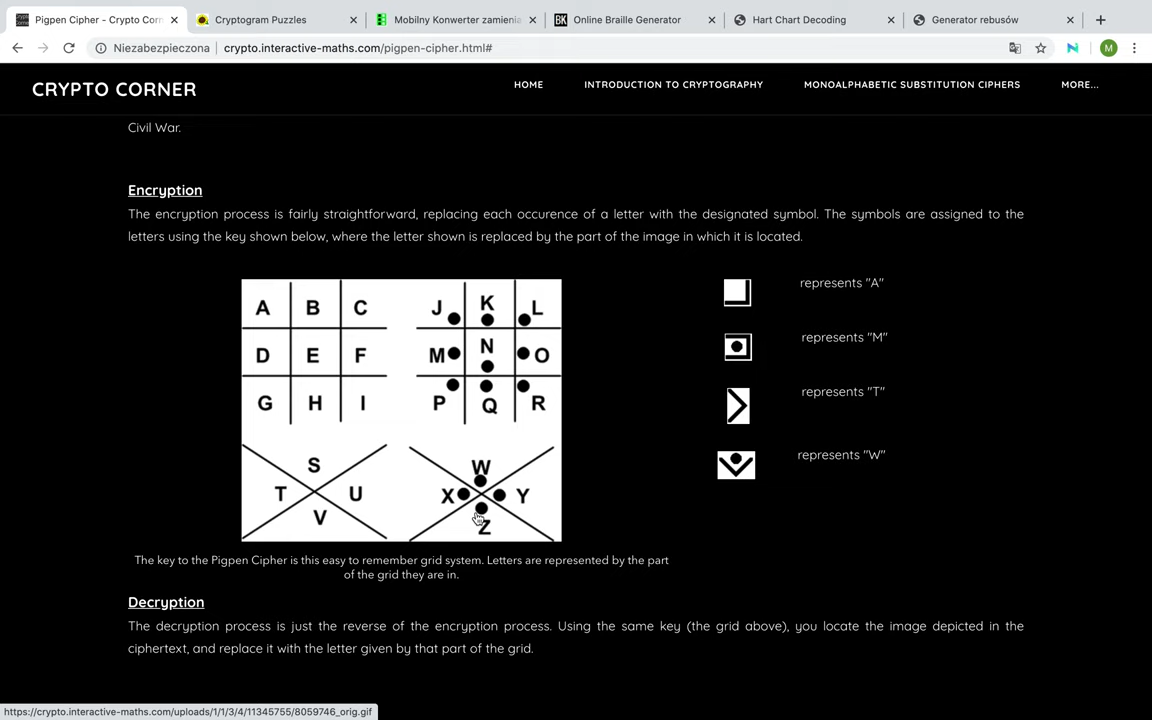 Pigpen Cipher - Crypto Corn
Cryptogram Puzzles
Mobilny Konwerter zamienia
Online Braille Generator
Hart Chart Decoding
Generator rebusów
Niezabezpieczona
crypto.interactive-maths.com/pigpen-cipher.html#
M
CRYPTO CORNER
HOME
INTRODUCTION TO CRYPTOGRAPHY
MONOALPHABETIC SUBSTITUTION CIPHERS
MORE...
Civil War.
Encryption
The encryption process is fairly straightforward, replacing each occurence of a letter with the designated symbol. The symbols are assigned to the
letters using the key shown below, where the letter shown is replaced by the part of the image in which it is located.
A B C
D E F
G H I
J K L
M N O
P Q R
S
T U
V
W
X Y
Z
represents "A"
represents "M"
represents "T"
represents "W"
The key to the Pigpen Cipher is this easy to remember grid system. Letters are represented by the part
of the grid they are in.
Decryption
The decryption process is just the reverse of the encryption process. Using the same key (the grid above), you locate the image depicted in the
ciphertext, and replace it with the letter given by that part of the grid.
https://crypto.interactive-maths.com/uploads/1/1/3/4/11345755/8059746_orig.gif